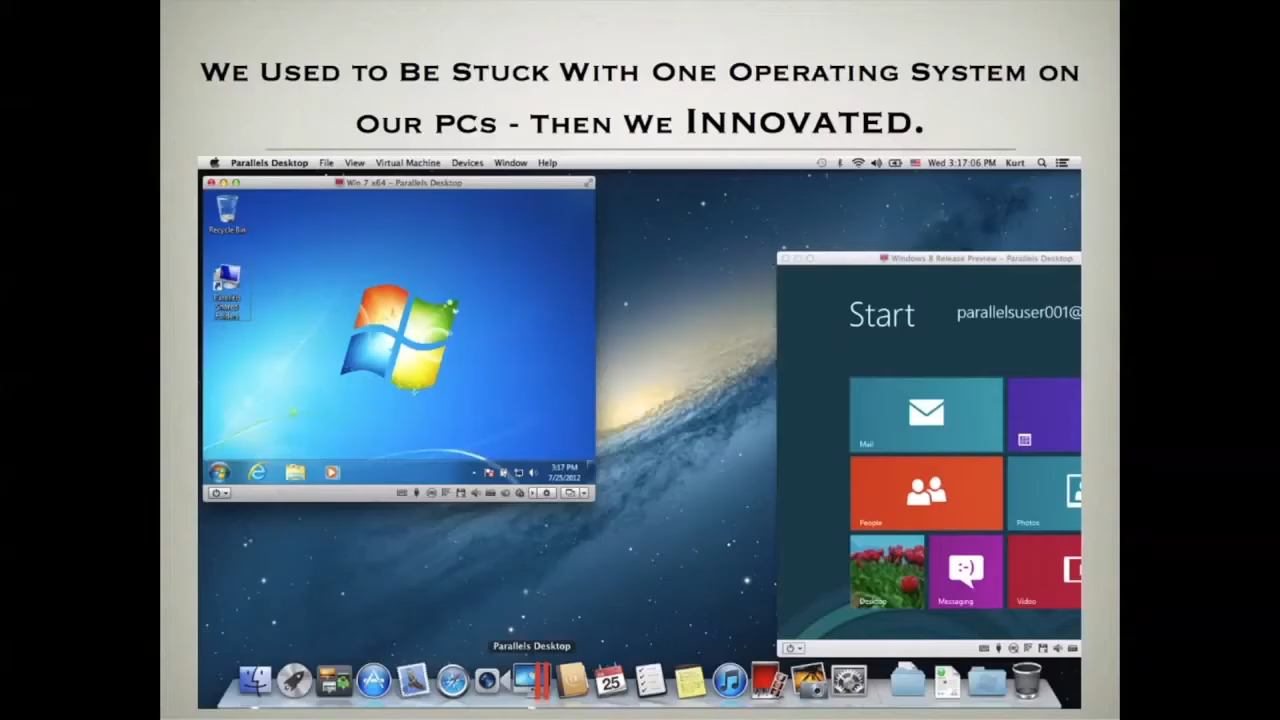 We Used to Be Stuck With One Operating System on
our PCs - Then We Innovated.
Parallels Desktop File View Virtual Machine Devices Window Help Wed 3:17:06 PM Kurt
Win 7 x64 - Parallels Desktop
Recycle Bin
Parallels
Shared
Folders
3:17 PM
7/25/2012
Windows 8 Release Preview - Parallels Desktop
Start parallelsuser001@
Mail
People Photos
Desktop Messaging Video
:-)
Parallels Desktop
25